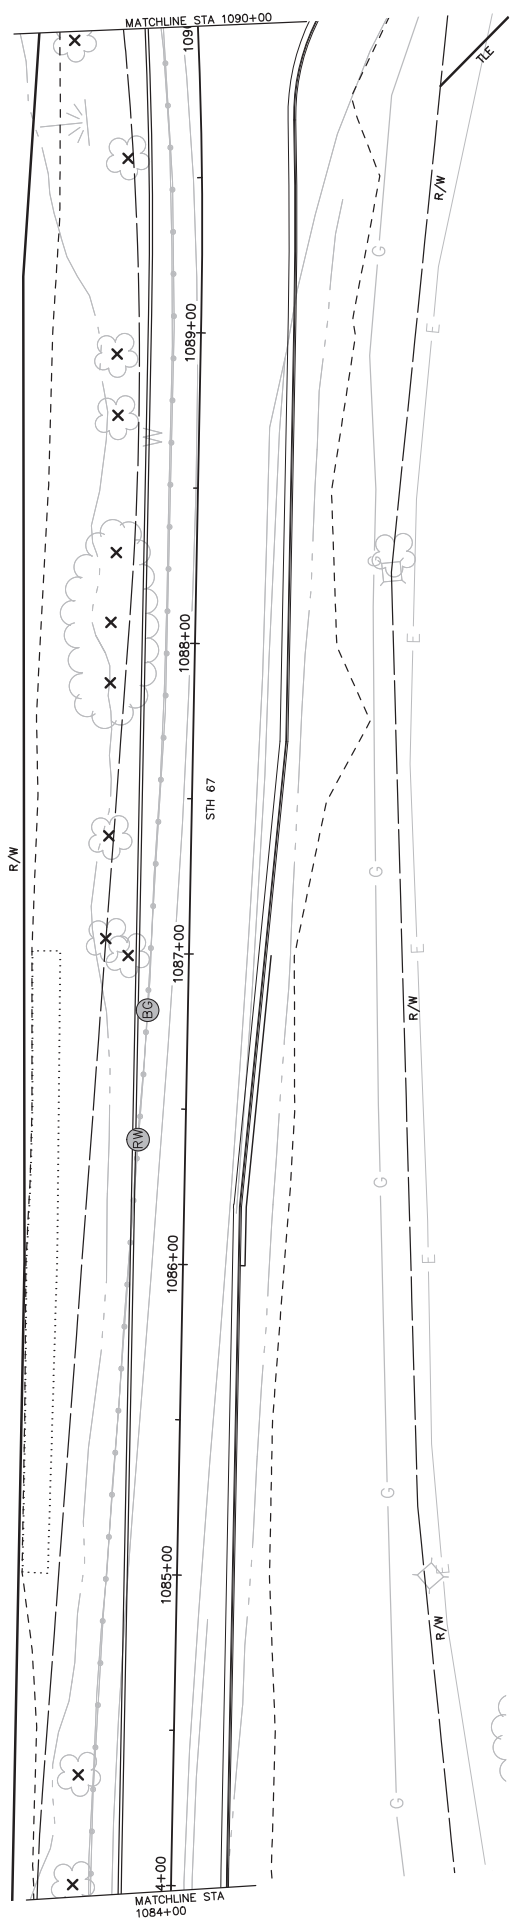 MATCHLINE STA 1090+00
109
TLE
R/W
G
E
1089+00
W
G
E
1088+00
STH 67
R/W
G
1087+00
E
R/W
BG
RW
G
E
1086+00
G
1085+00
E
R/W
G
4+00
MATCHLINE STA
1084+00